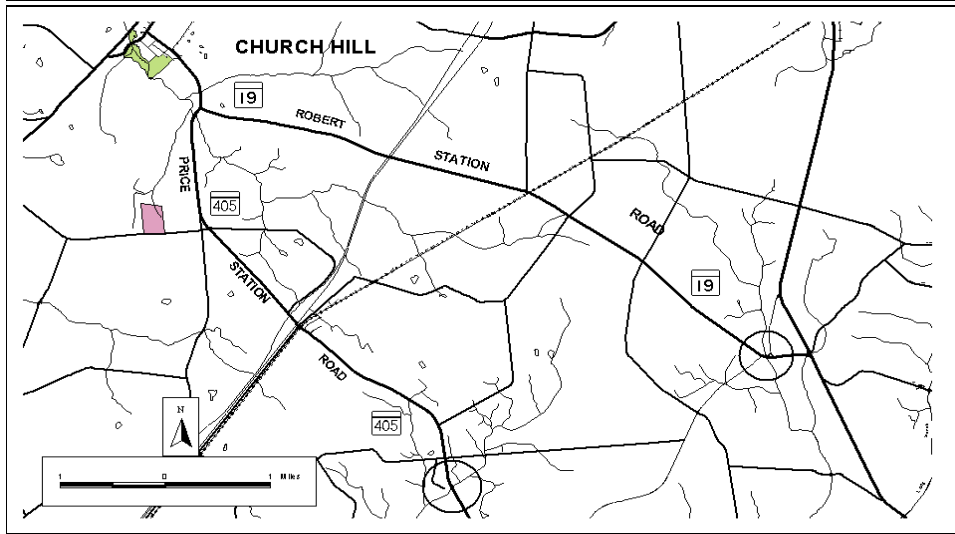 CHURCH HILL
19
ROBERT
STATION
PRICE
405
ROAD
STATION
19
ROAD
405
N
1 0 1 Miles